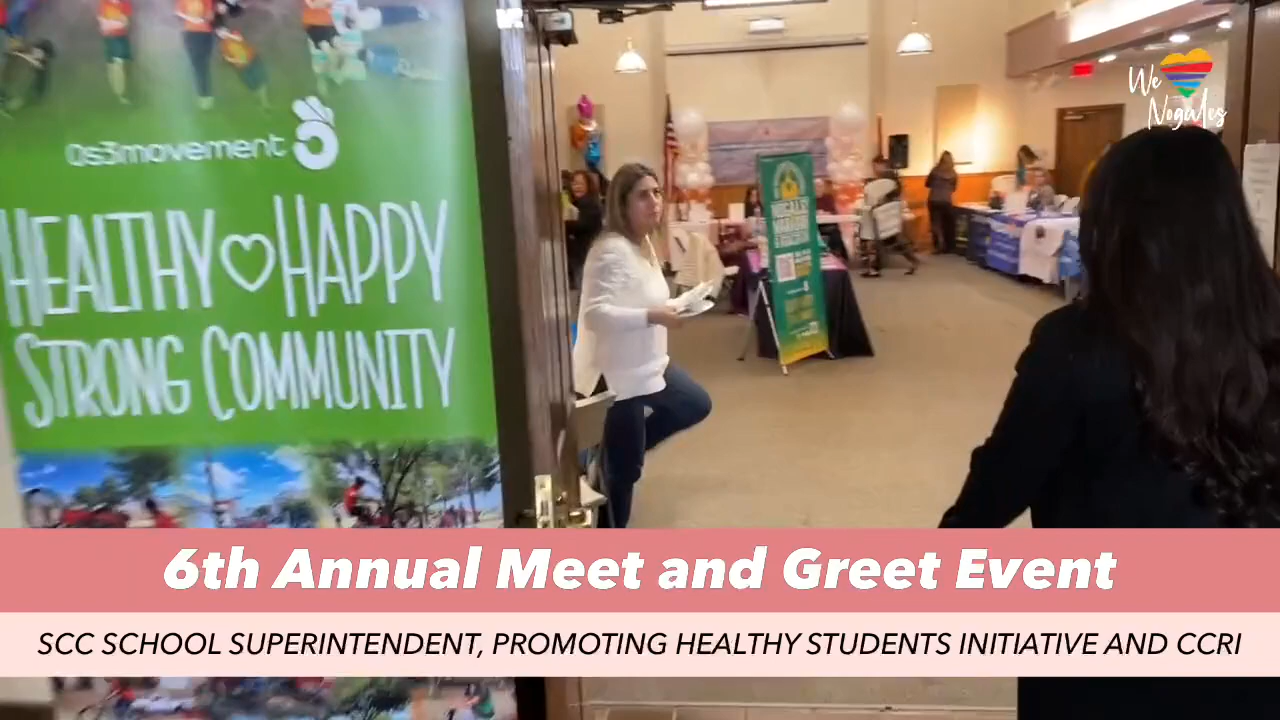 We
Nogales
0s3movement
HEALTHY HAPPY
STRONG COMMUNITY
6th Annual Meet and Greet Event
SCC SCHOOL SUPERINTENDENT, PROMOTING HEALTHY STUDENTS INITIATIVE AND CCRI